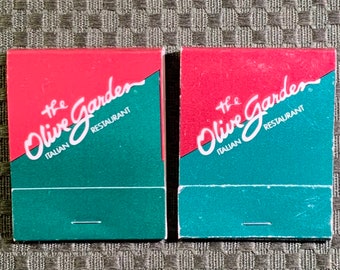 The
Olive Garden
ITALIAN RESTAURANT
The
Olive Garden
ITALIAN RESTAURANT